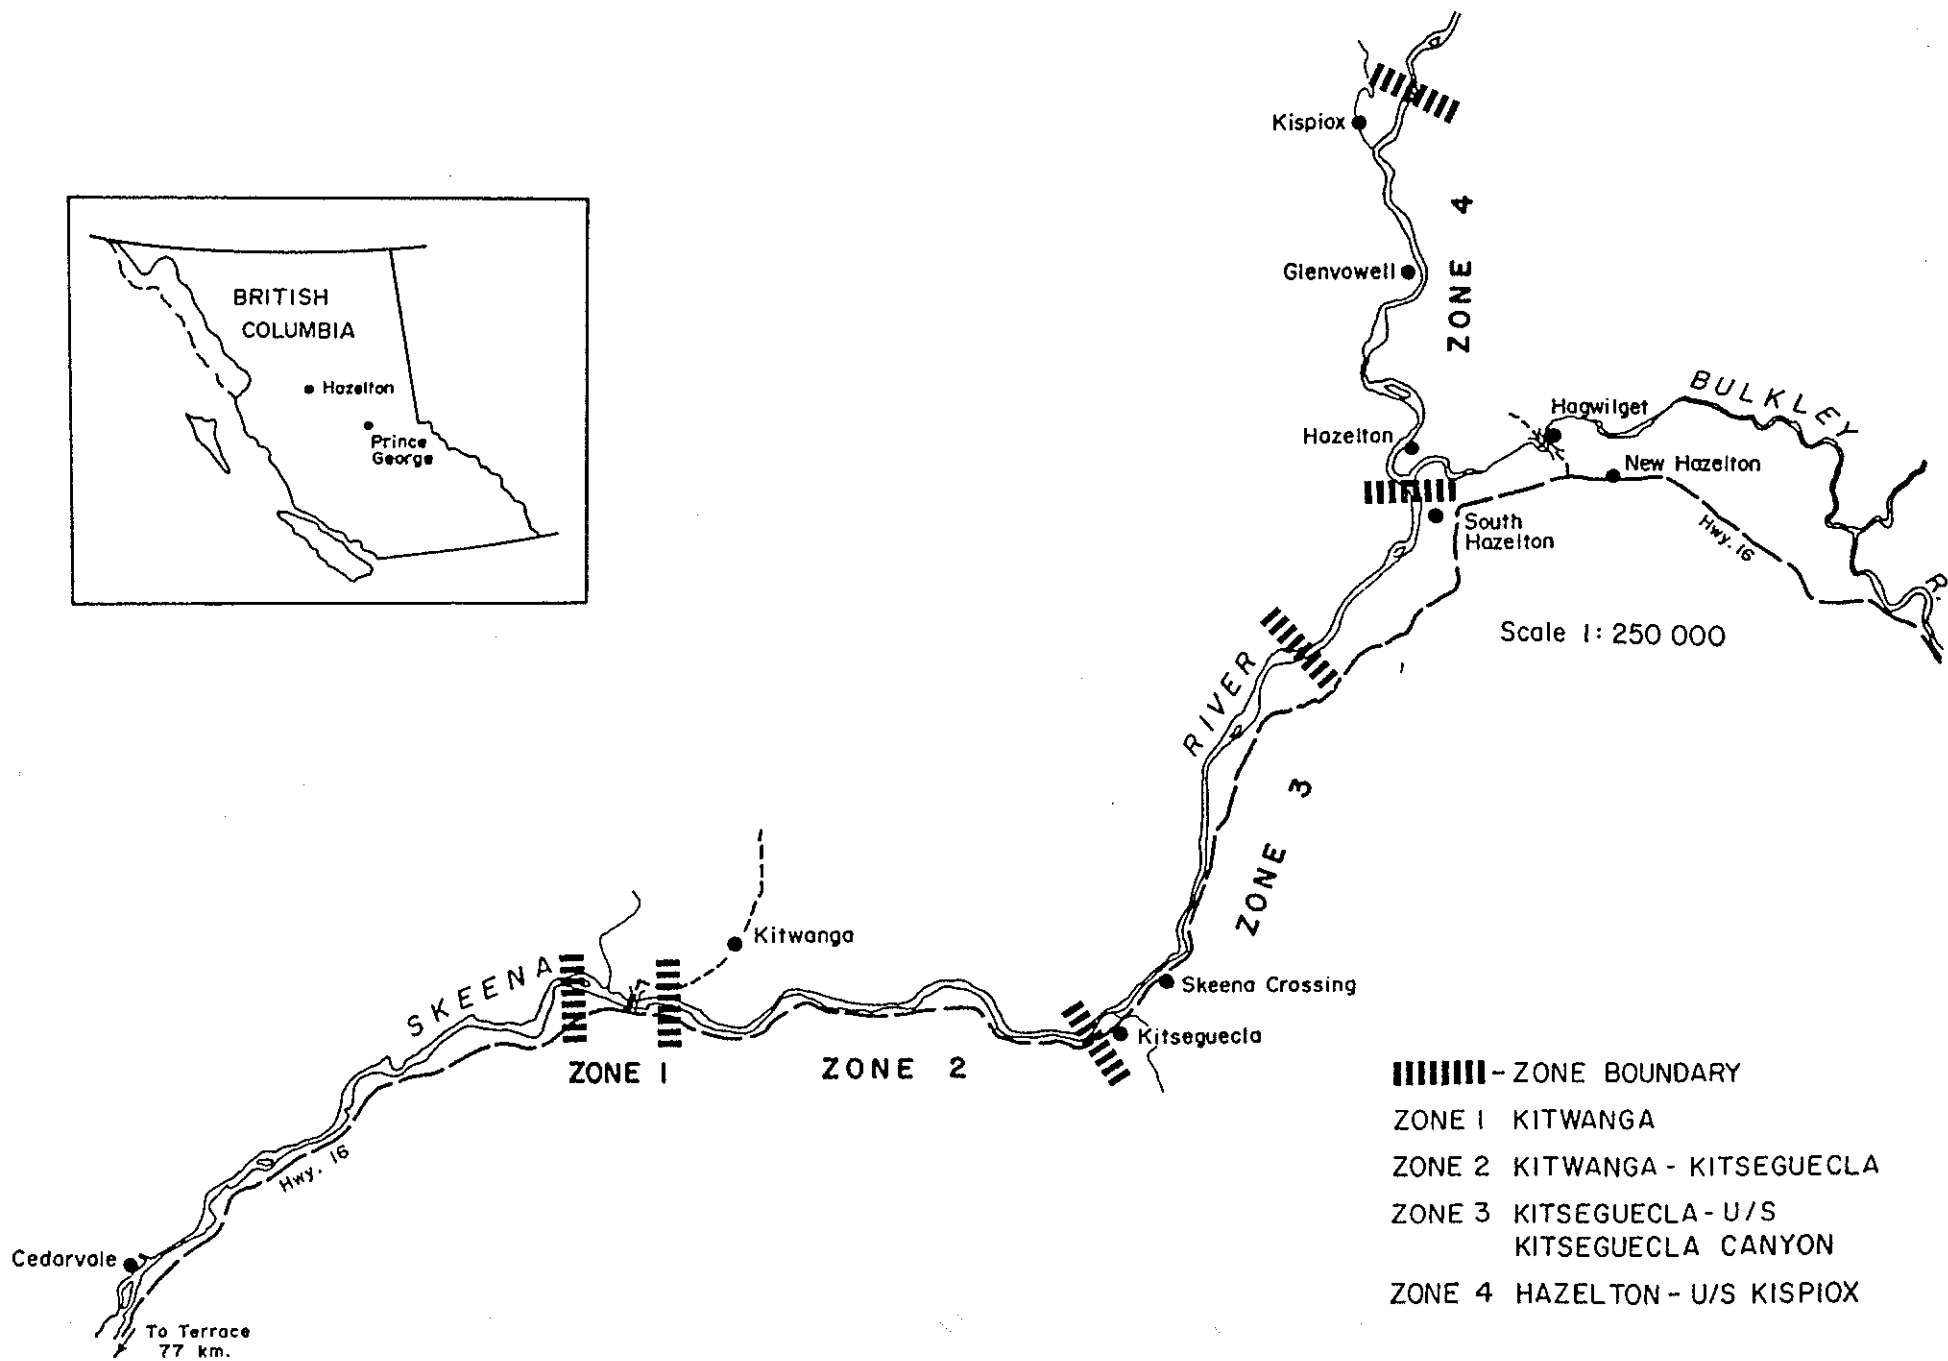 Kispiox
ZONE 4
Glenvowell
BRITISH
COLUMBIA
Hazelton
Prince
George
BULKLEY
R.
Hagwilget
Hazelton
New Hazelton
South
Hazelton
Hwy. 16
Scale 1: 250 000
RIVER
ZONE 3
Kitwanga
SKEENA
Skeena Crossing
Kitseguecla
ZONE 1
ZONE 2
Hwy. 16
Cedarvale
To Terrace
77 km.
- ZONE BOUNDARY
ZONE 1 KITWANGA
ZONE 2 KITWANGA - KITSEGUECLA
ZONE 3 KITSEGUECLA - U/S
KITSEGUECLA CANYON
ZONE 4 HAZELTON - U/S KISPIOX